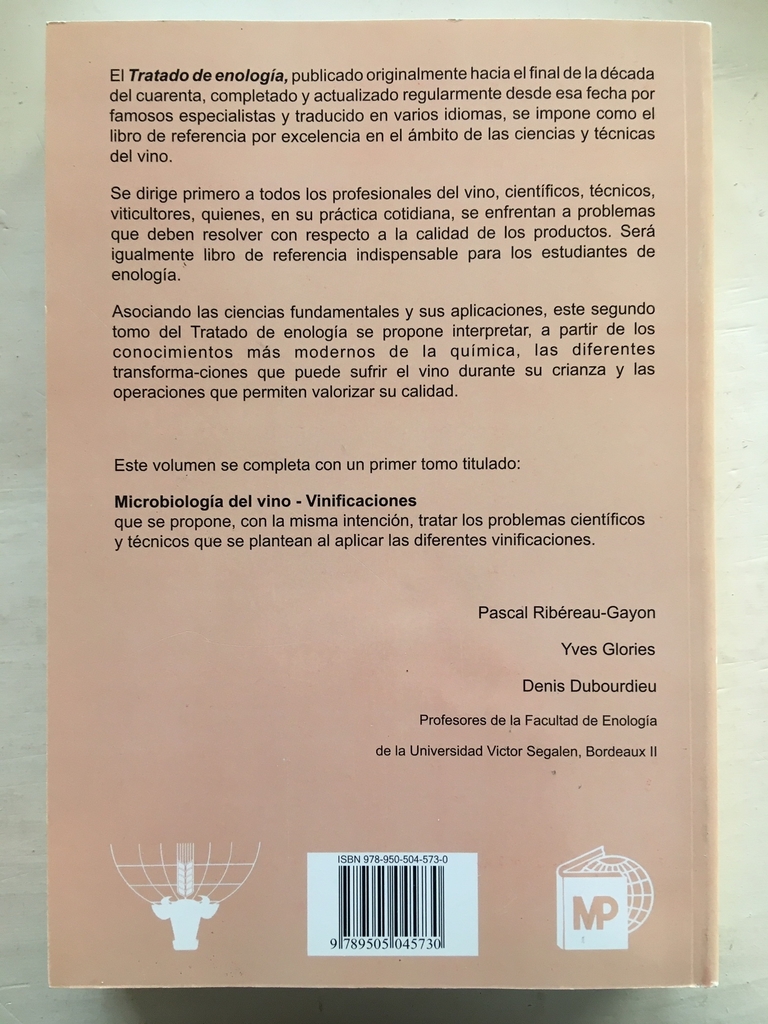 El Tratado de enología, publicado originalmente hacia el final de la década
del cuarenta, completado y actualizado regularmente desde esa fecha por
famosos especialistas y traducido en varios idiomas, se impone como el
libro de referencia por excelencia en el ámbito de las ciencias y técnicas
del vino.
Se dirige primero a todos los profesionales del vino, científicos, técnicos,
viticultores, quienes, en su práctica cotidiana, se enfrentan a problemas
que deben resolver con respecto a la calidad de los productos. Será
igualmente libro de referencia indispensable para los estudiantes de
enología.
Asociando las ciencias fundamentales y sus aplicaciones, este segundo
tomo del Tratado de enología se propone interpretar, a partir de los
conocimientos más modernos de la química, las diferentes
transforma-ciones que puede sufrir el vino durante su crianza y las
operaciones que permiten valorizar su calidad.
Este volumen se completa con un primer tomo titulado:
Microbiología del vino - Vinificaciones
que se propone, con la misma intención, tratar los problemas científicos
y técnicos que se plantean al aplicar las diferentes vinificaciones.
Pascal Ribéreau-Gayon
Yves Glories
Denis Dubourdieu
Profesores de la Facultad de Enología
de la Universidad Victor Segalen, Bordeaux II
ISBN 978-950-504-573-0
9 789505 045730
MP